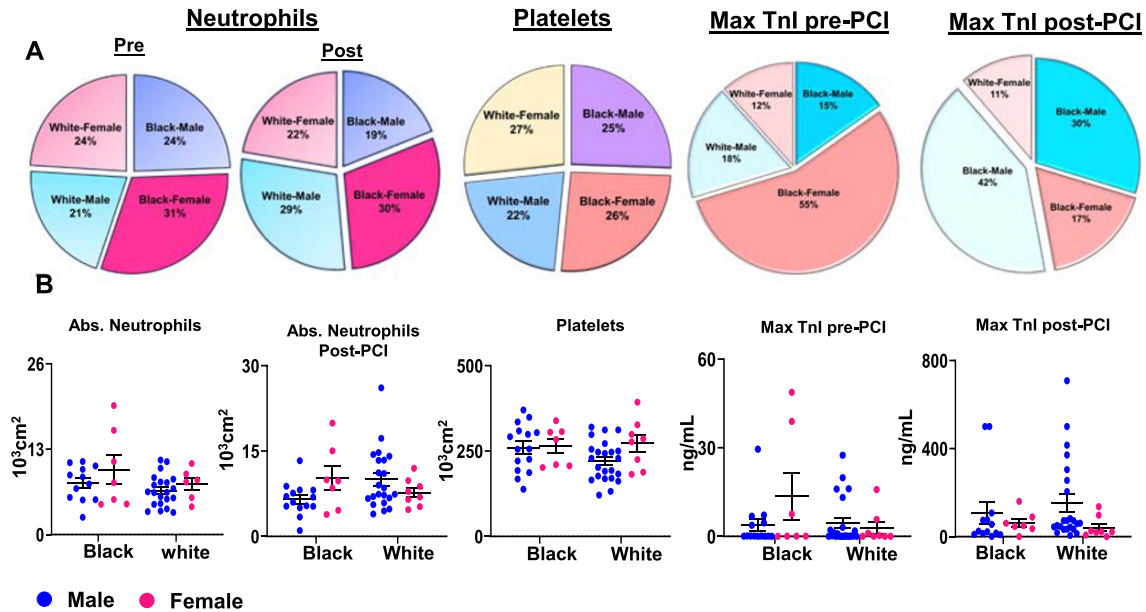 Neutrophils
Platelets
Max TnI pre-PCI
Max TnI post-PCI
A
Pre
Post
White-Female
24%
Black-Male
24%
White-Male
21%
Black-Female
31%
White-Female
22%
Black-Male
19%
White-Male
29%
Black-Female
30%
White-Female
27%
Black-Male
25%
White-Male
22%
Black-Female
26%
White-Female
12%
Black-Male
15%
White-Male
18%
Black-Female
55%
White-Female
11%
Black-Male
30%
Black-Male
42%
Black-Female
17%
B
Abs. Neutrophils
26
13
0
10³cm²
Black
white
Abs. Neutrophils
Post-PCI
30
15
0
10³cm²
Black
White
Platelets
500
250
0
10³cm²
Black
White
Max TnI pre-PCI
60
30
0
ng/mL
Black
White
Max TnI post-PCI
800
400
0
ng/mL
Black
White
Male
Female